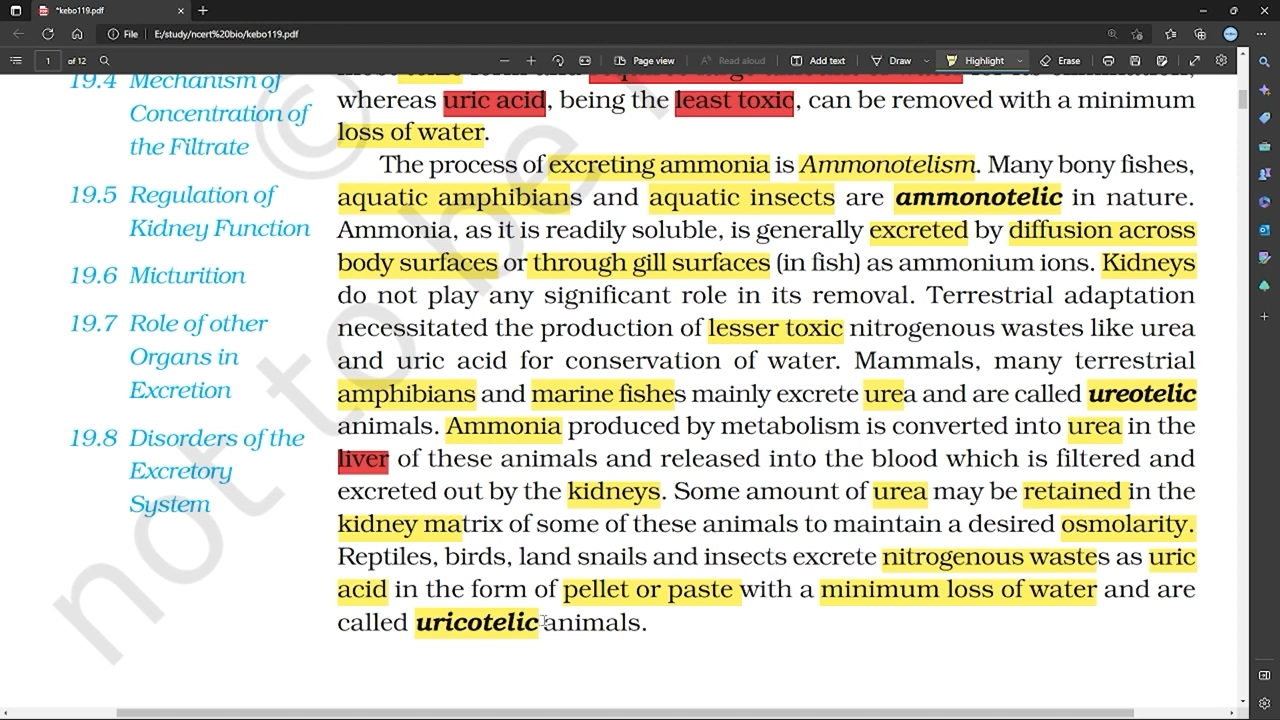 *kebo119.pdf
File
E:/study/ncert%20bio/kebo119.pdf
1 of 12
Page view
Read aloud
Add text
Draw
Highlight
Erase
19.4 Mechanism of
Concentration of
the Filtrate
19.5 Regulation of
Kidney Function
19.6 Micturition
19.7 Role of other
Organs in
Excretion
19.8 Disorders of the
Excretory
System
whereas uric acid, being the least toxic, can be removed with a minimum
loss of water.
The process of excreting ammonia is Ammonotelism. Many bony fishes,
aquatic amphibians and aquatic insects are ammonotelic in nature.
Ammonia, as it is readily soluble, is generally excreted by diffusion across
body surfaces or through gill surfaces (in fish) as ammonium ions. Kidneys
do not play any significant role in its removal. Terrestrial adaptation
necessitated the production of lesser toxic nitrogenous wastes like urea
and uric acid for conservation of water. Mammals, many terrestrial
amphibians and marine fishes mainly excrete urea and are called ureotelic
animals. Ammonia produced by metabolism is converted into urea in the
liver of these animals and released into the blood which is filtered and
excreted out by the kidneys. Some amount of urea may be retained in the
kidney matrix of some of these animals to maintain a desired osmolarity.
Reptiles, birds, land snails and insects excrete nitrogenous wastes as uric
acid in the form of pellet or paste with a minimum loss of water and are
called uricotelic animals.
©
not to be r